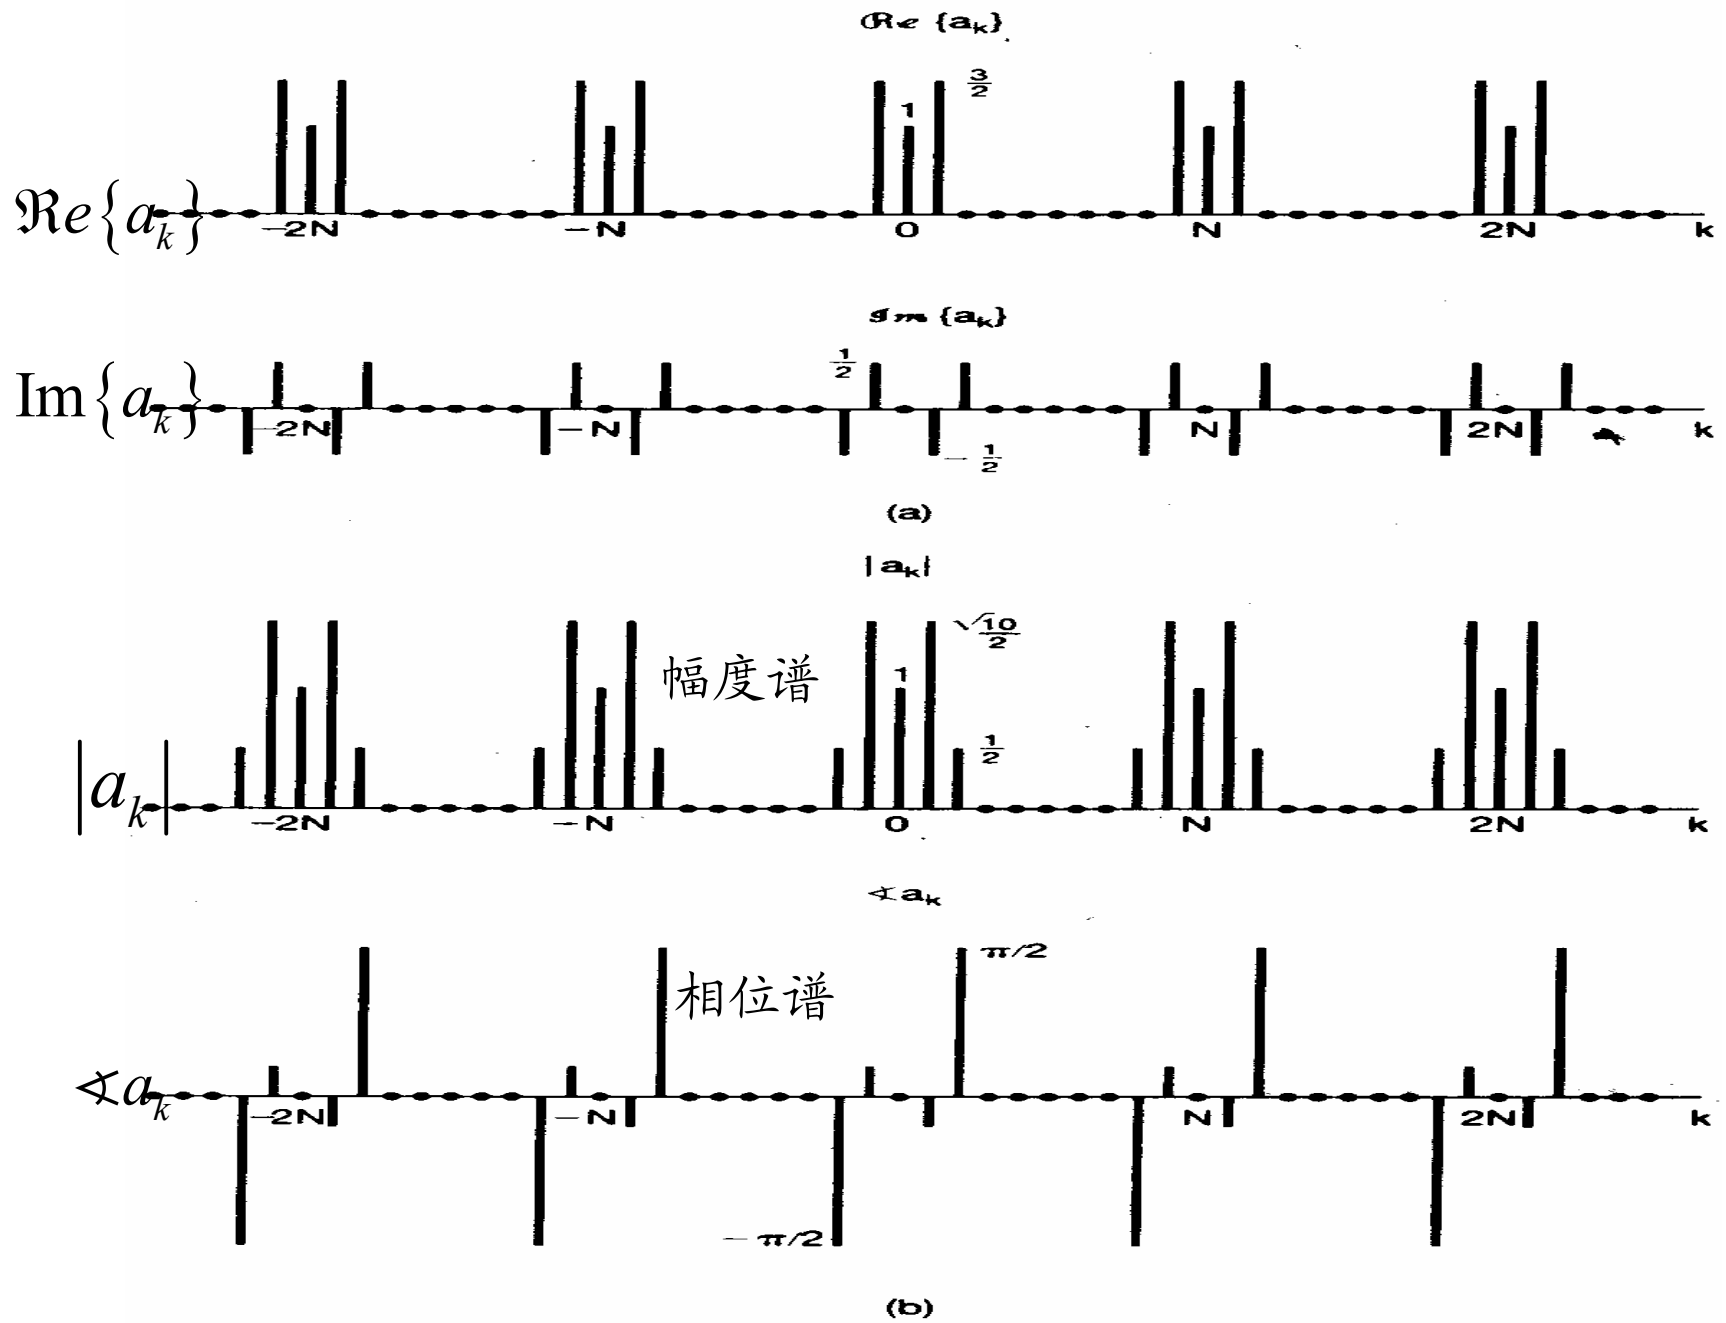 ℜe {a_k}
3/2
1
ℜe{a_k}
-2N -N 0 N 2N k
ℐm {a_k}
1/2
Im{a_k}
-2N -N N 2N k
- 1/2
(a)
|a_k|
√10/2
幅度谱
1
1/2
|a_k|
-2N -N 0 N 2N k
∢a_k
π/2
相位谱
∢a_k
-2N -N N 2N k
-π/2
(b)